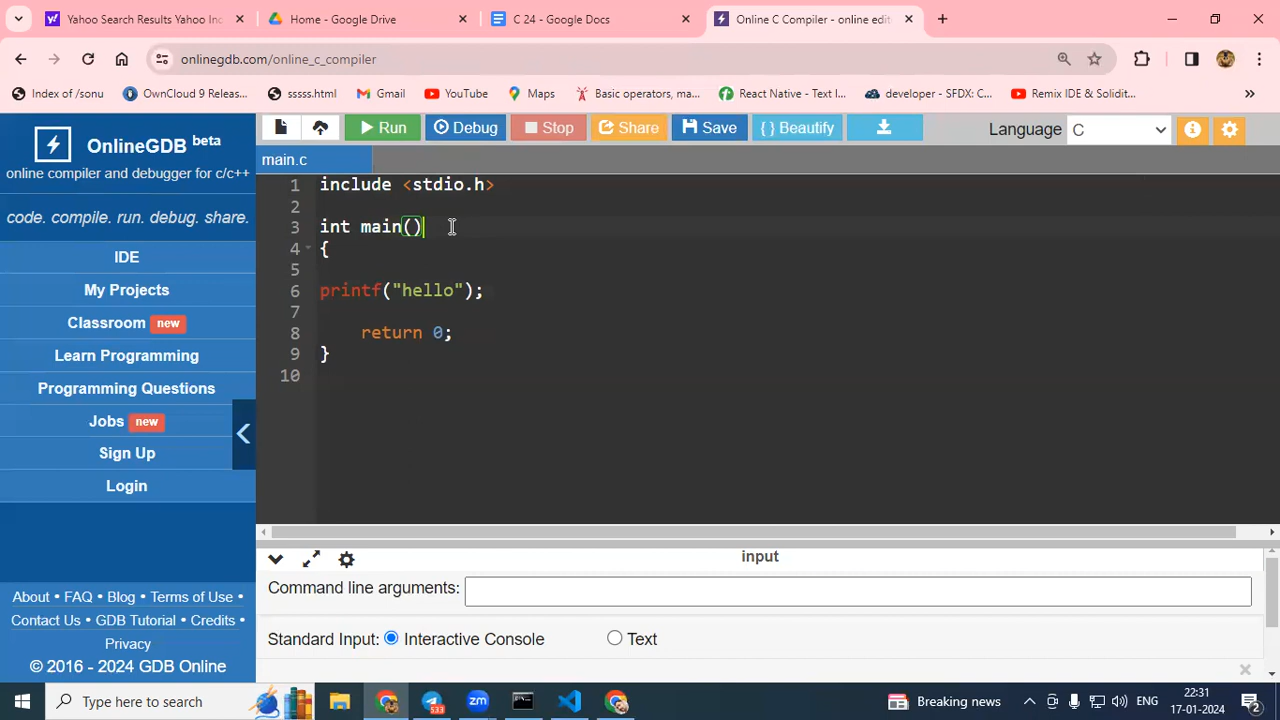 Yahoo Search Results Yahoo Inc
Home - Google Drive
C 24 - Google Docs
Online C Compiler - online edit
onlinegdb.com/online_c_compiler
Index of /sonu
OwnCloud 9 Releas...
sssss.html
Gmail
YouTube
Maps
Basic operators, ma...
React Native - Text I...
developer - SFDX: C...
Remix IDE & Solidit...
»
OnlineGDB beta
online compiler and debugger for c/c++
code. compile. run. debug. share.
IDE
My Projects
Classroom new
Learn Programming
Programming Questions
Jobs new
Sign Up
Login
About • FAQ • Blog • Terms of Use •
Contact Us • GDB Tutorial • Credits •
Privacy
© 2016 - 2024 GDB Online
Run
Debug
Stop
Share
Save
{ } Beautify
Language C
main.c
1 include <stdio.h>
2
3 int main()
4 {
5
6 printf("hello");
7
8 return 0;
9 }
10
input
Command line arguments:
Standard Input: Interactive Console Text
Type here to search
533
zm
Breaking news
ENG
22:31
17-01-2024
2